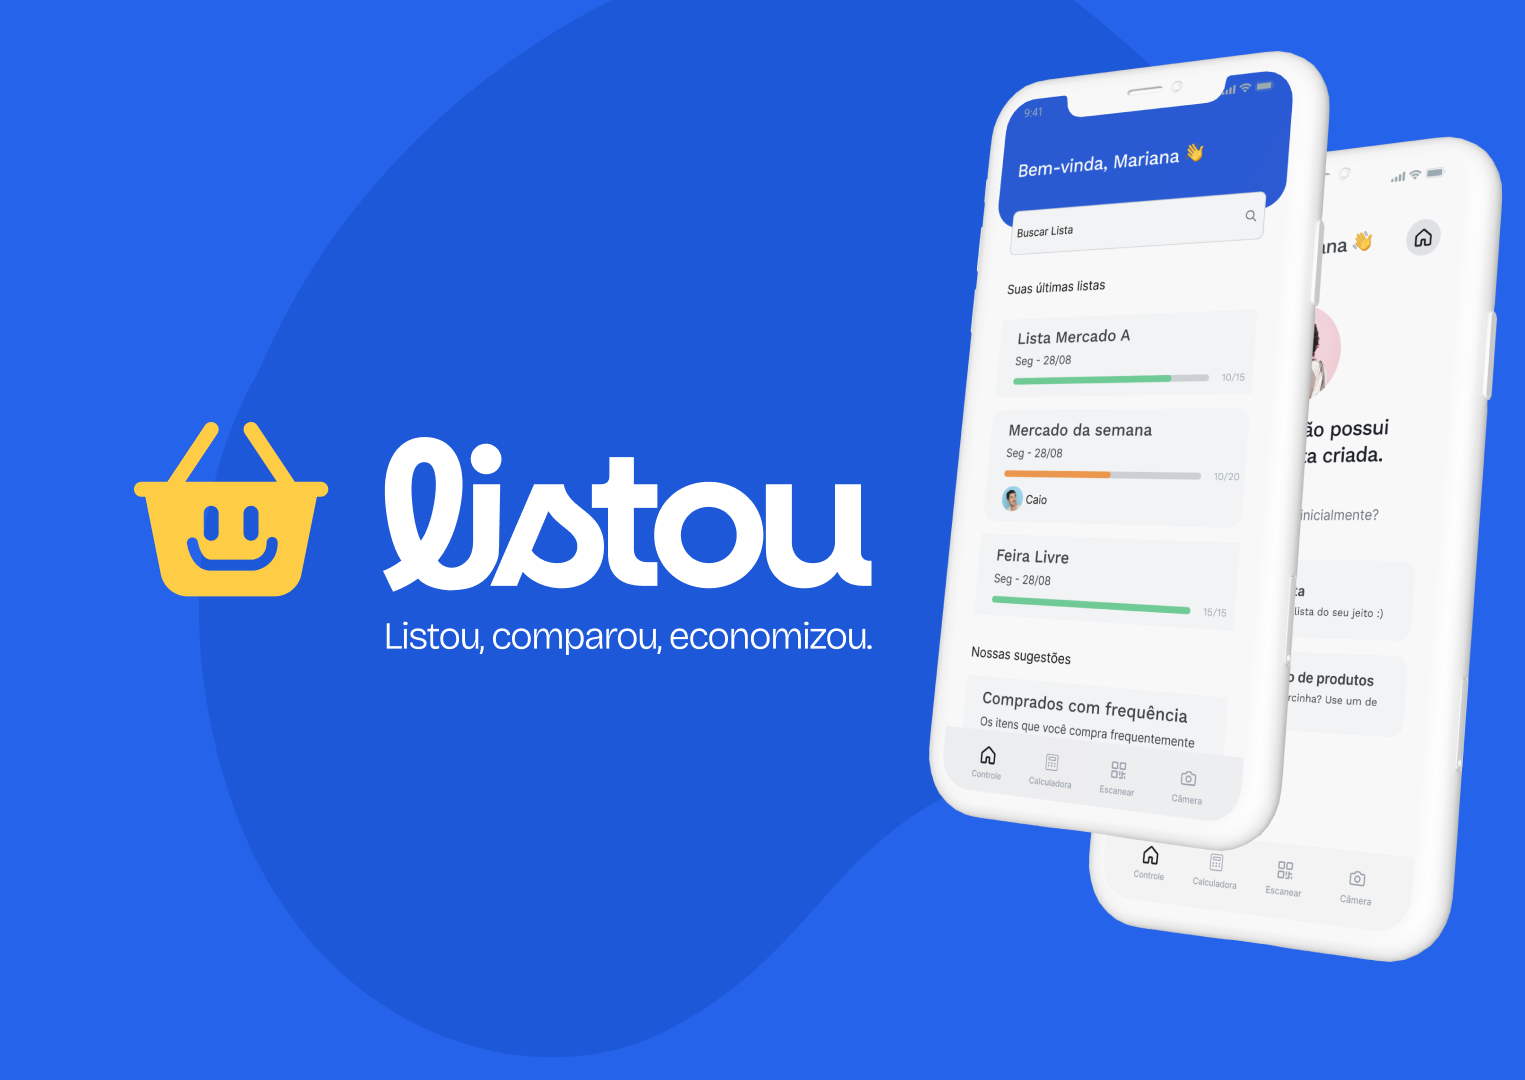 listou
Listou, comparou, economizou.
9:41
Bem-vinda, Mariana 👋
Buscar Lista
Suas últimas listas
Lista Mercado A
Seg - 28/08
10/15
Mercado da semana
Seg - 28/08
10/20
Caio
Feira Livre
Seg - 28/08
15/15
Nossas sugestões
Comprados com frequência
Os itens que você compra frequentemente
Controle
Calculadora
Escanear
Câmera
ana 👋
ão possui
ta criada.
inicialmente?
ta
lista do seu jeito :)
o de produtos
rcinha? Use um de
Controle
Calculadora
Escanear
Câmera